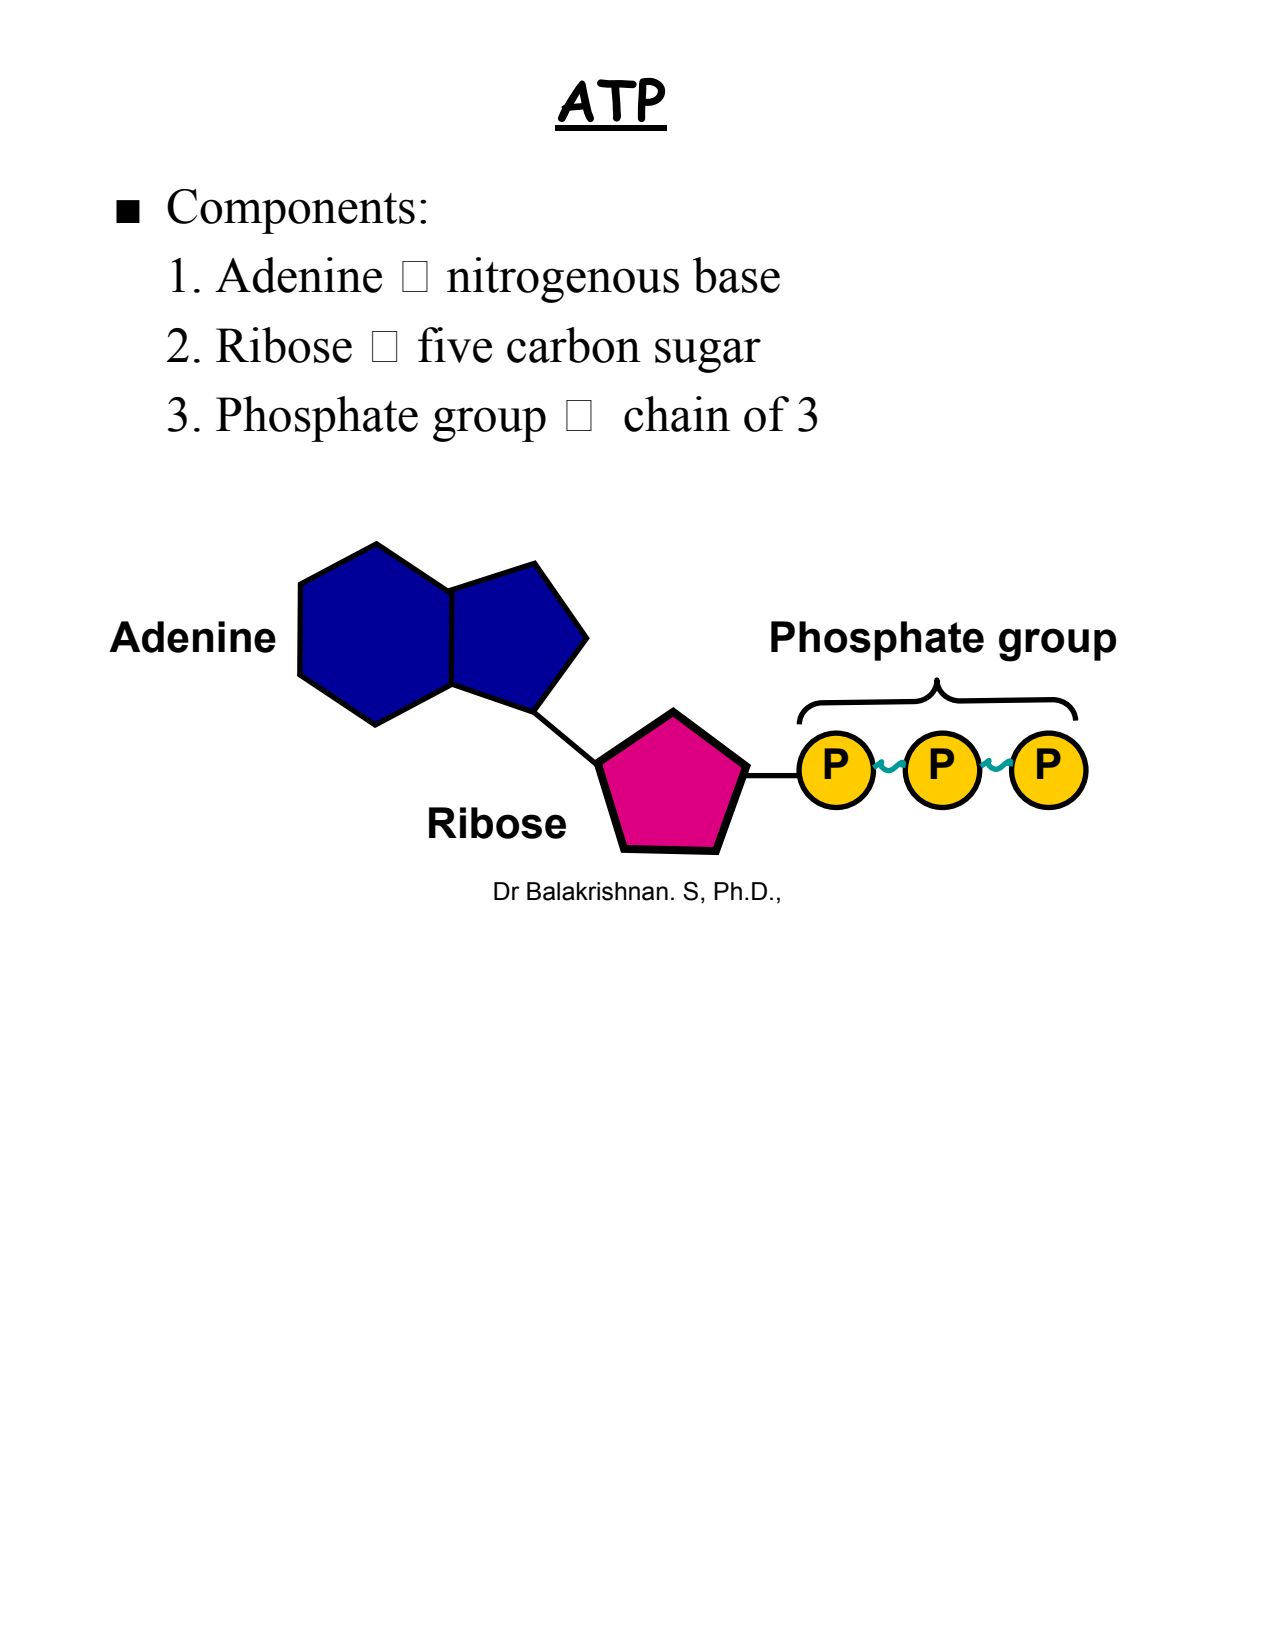 ATP
■ Components:
1. Adenine □ nitrogenous base
2. Ribose □ five carbon sugar
3. Phosphate group □ chain of 3
Adenine
Phosphate group
P P P
Ribose
Dr Balakrishnan. S, Ph.D.,